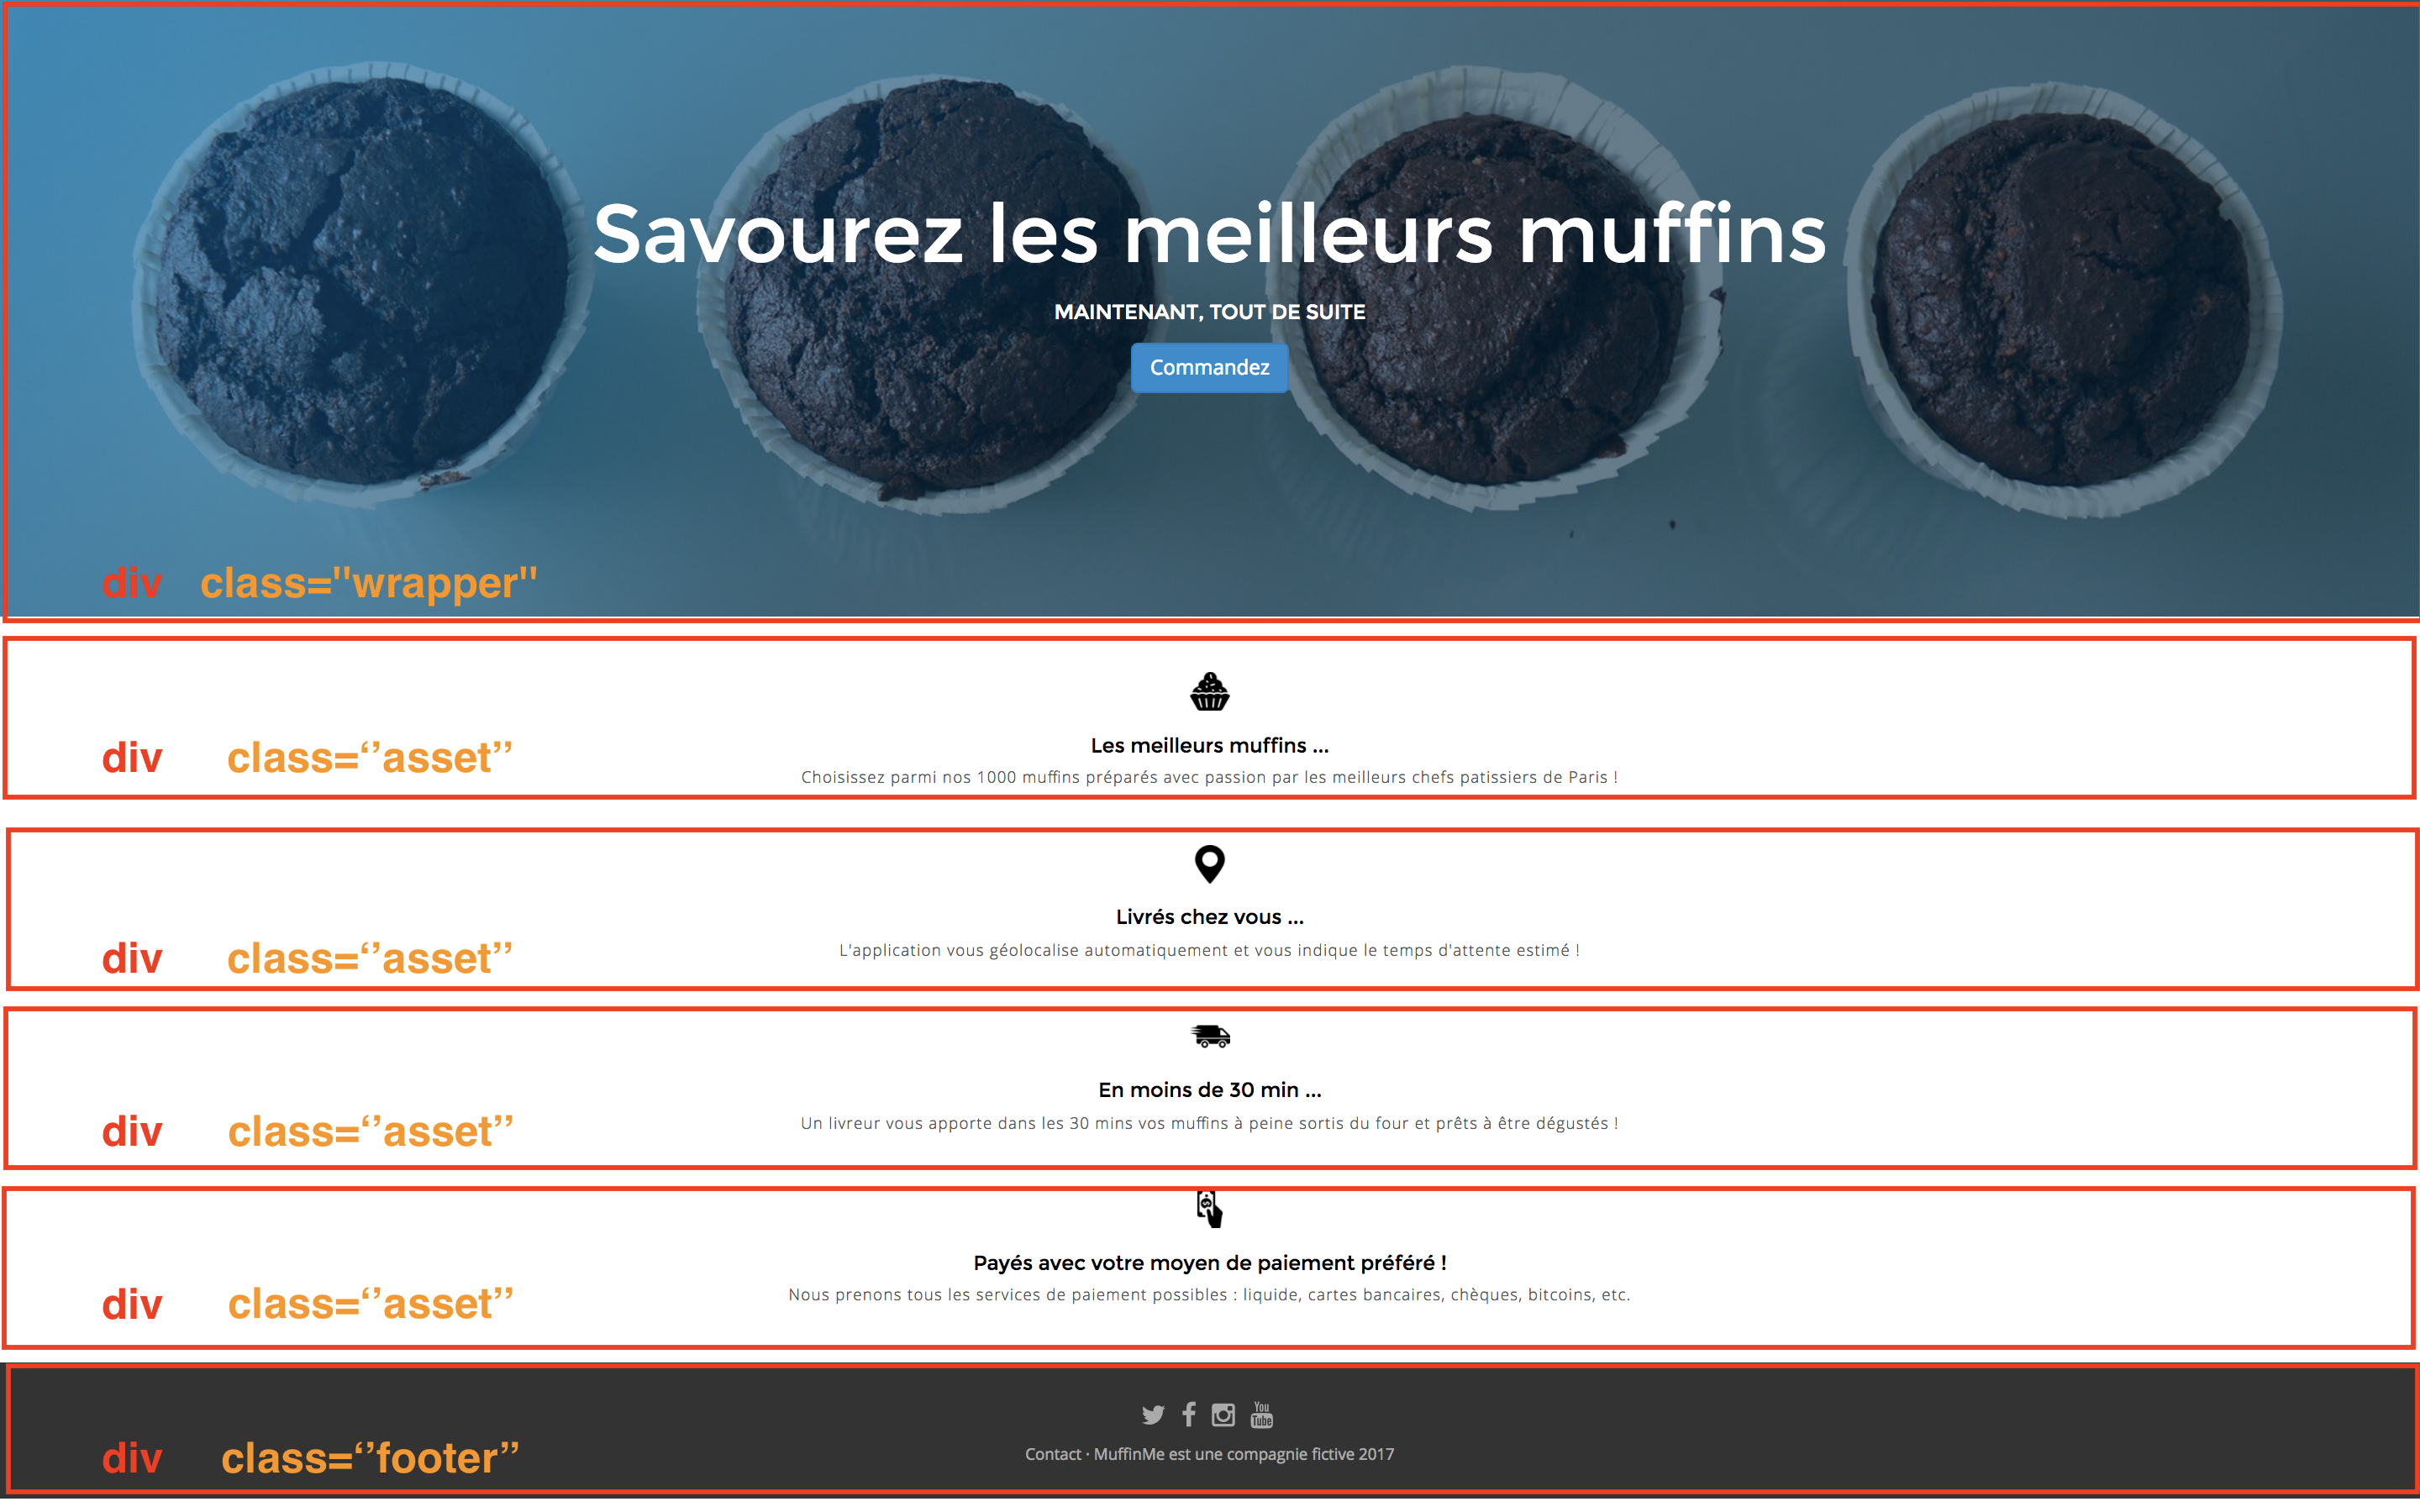 Savourez les meilleurs muffins
MAINTENANT, TOUT DE SUITE
Commandez
div class="wrapper"
Les meilleurs muffins ...
Choisissez parmi nos 1000 muffins préparés avec passion par les meilleurs chefs patissiers de Paris !
div class=‘’asset’’
Livrés chez vous ...
L'application vous géolocalise automatiquement et vous indique le temps d'attente estimé !
div class=‘’asset’’
En moins de 30 min ...
Un livreur vous apporte dans les 30 mins vos muffins à peine sortis du four et prêts à être dégustés !
div class=‘’asset’’
Payés avec votre moyen de paiement préféré !
Nous prenons tous les services de paiement possibles : liquide, cartes bancaires, chèques, bitcoins, etc.
div class=‘’asset’’
You
Tube
Contact · MuffinMe est une compagnie fictive 2017
div class=‘’footer’’